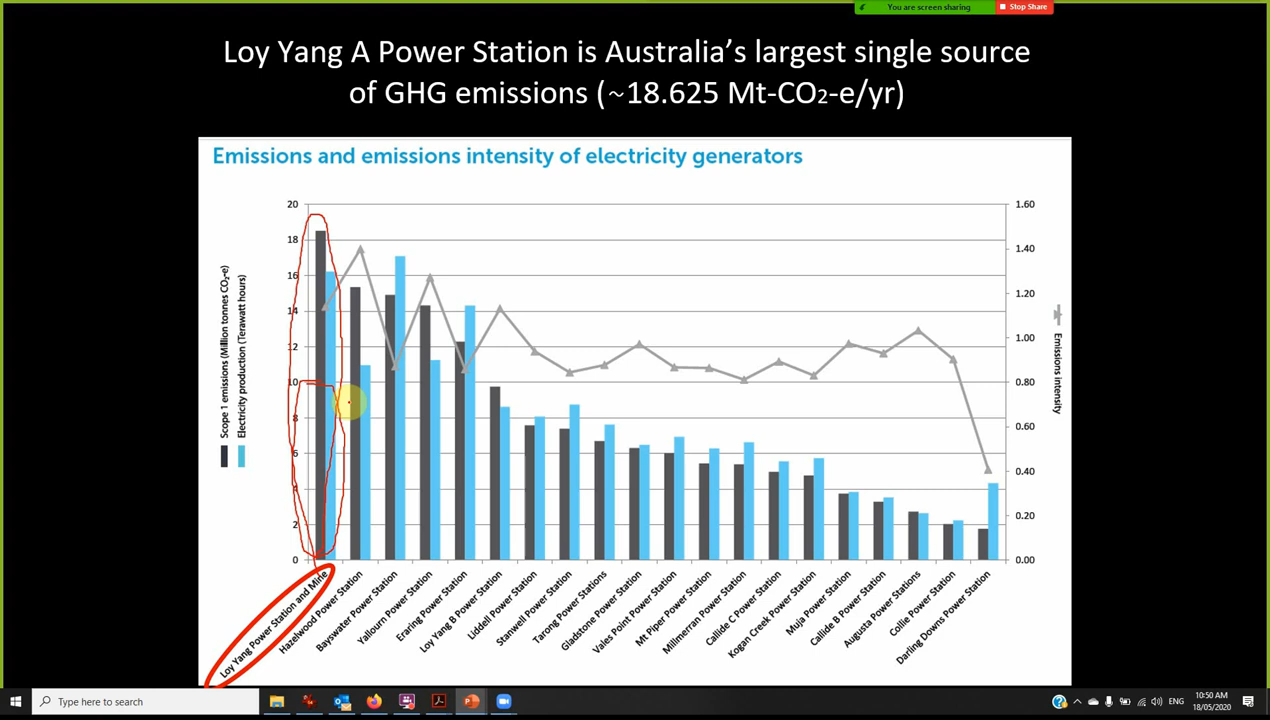 You are screen sharing
Stop Share
Loy Yang A Power Station is Australia’s largest single source
of GHG emissions (~18.625 Mt-CO2-e/yr)
Emissions and emissions intensity of electricity generators
Scope 1 emissions (Million tonnes CO₂-e)
Electricity production (Terawatt hours)
20
18
16
14
12
10
8
6
4
2
0
1.60
1.40
1.20
1.00
0.80
0.60
0.40
0.20
0.00
Emissions intensity
Loy Yang Power Station and Mine
Hazelwood Power Station
Bayswater Power Station
Yallourn Power Station
Eraring Power Station
Loy Yang B Power Station
Liddell Power Station
Stanwell Power Station
Tarong Power Stations
Gladstone Power Station
Vales Point Power Station
Mt Piper Power Station
Millmerran Power Station
Callide C Power Station
Kogan Creek Power Station
Muja Power Station
Callide B Power Station
Augusta Power Stations
Collie Power Station
Darling Downs Power Station
Type here to search
ENG
10:50 AM
18/05/2020